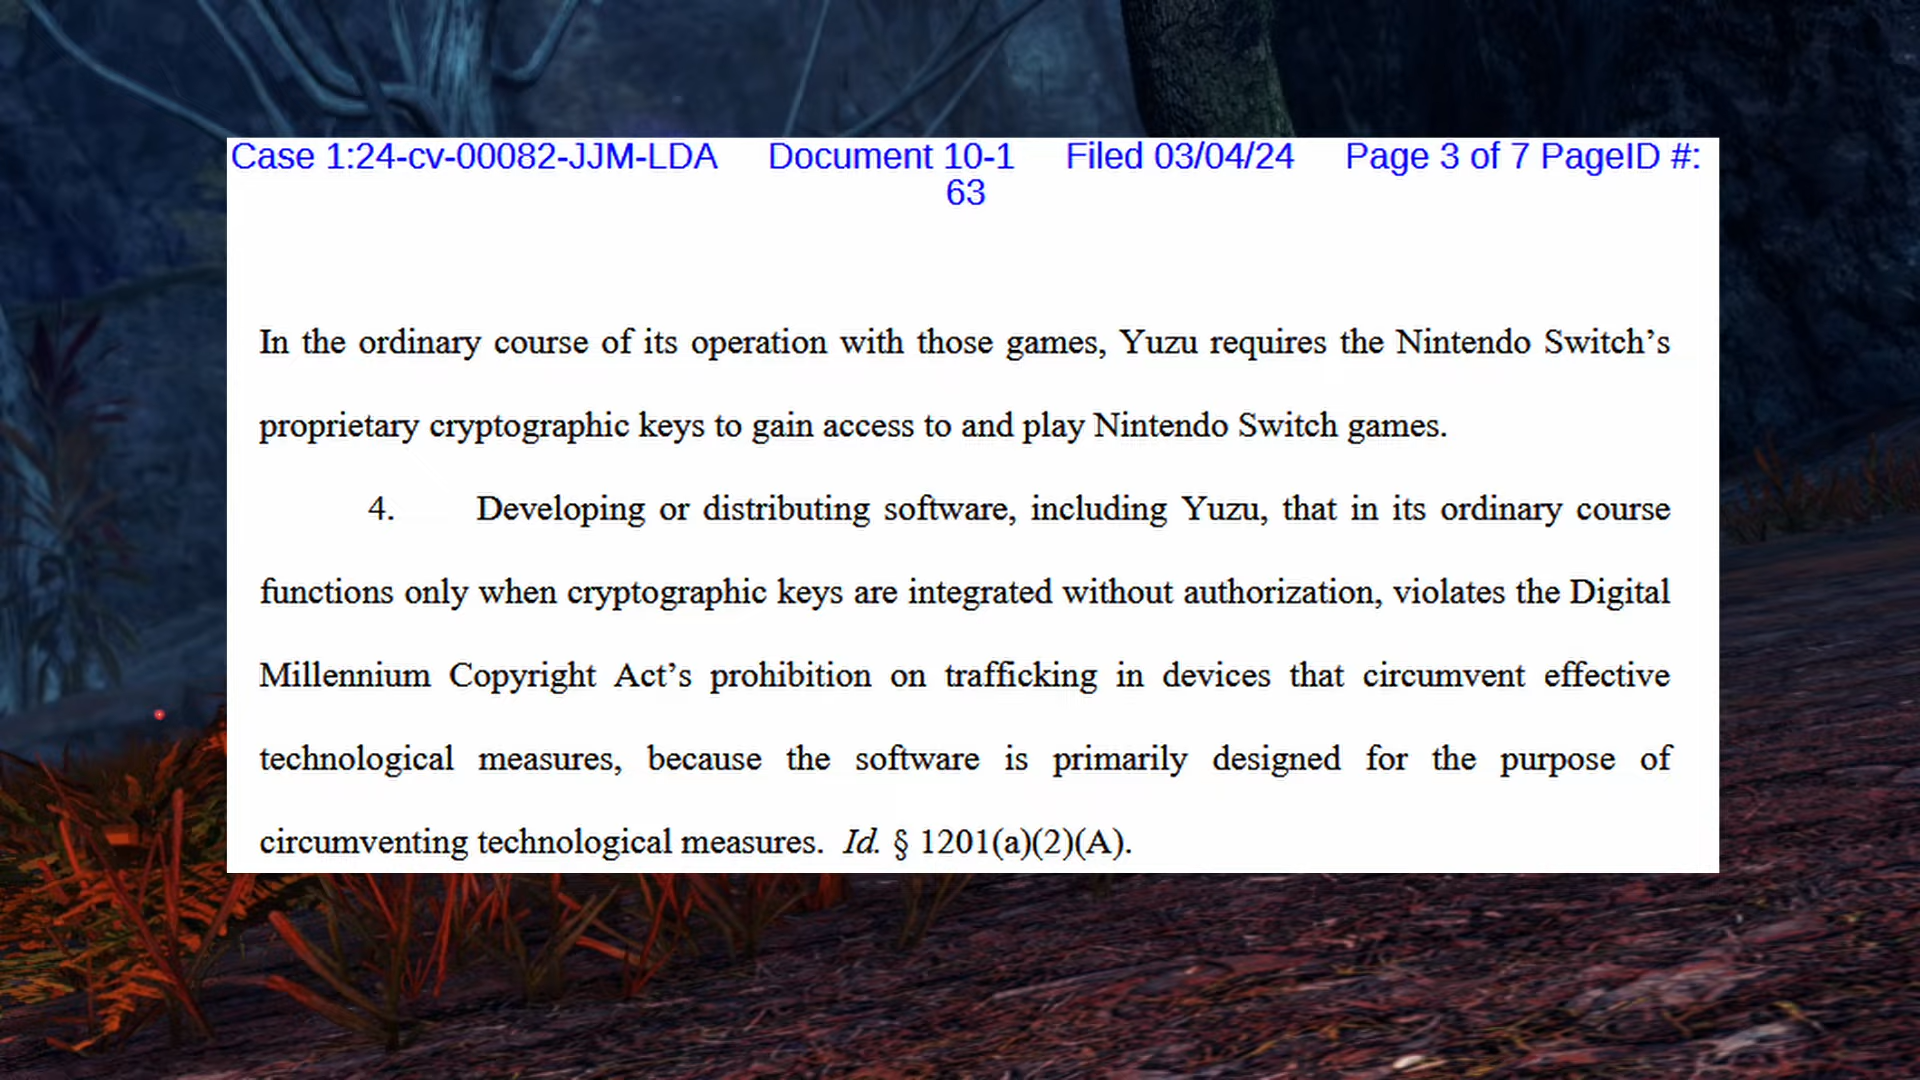 Case 1:24-cv-00082-JJM-LDA Document 10-1 Filed 03/04/24 Page 3 of 7 PageID #:
63
In the ordinary course of its operation with those games, Yuzu requires the Nintendo Switch’s
proprietary cryptographic keys to gain access to and play Nintendo Switch games.
4. Developing or distributing software, including Yuzu, that in its ordinary course
functions only when cryptographic keys are integrated without authorization, violates the Digital
Millennium Copyright Act’s prohibition on trafficking in devices that circumvent effective
technological measures, because the software is primarily designed for the purpose of
circumventing technological measures. Id. § 1201(a)(2)(A).